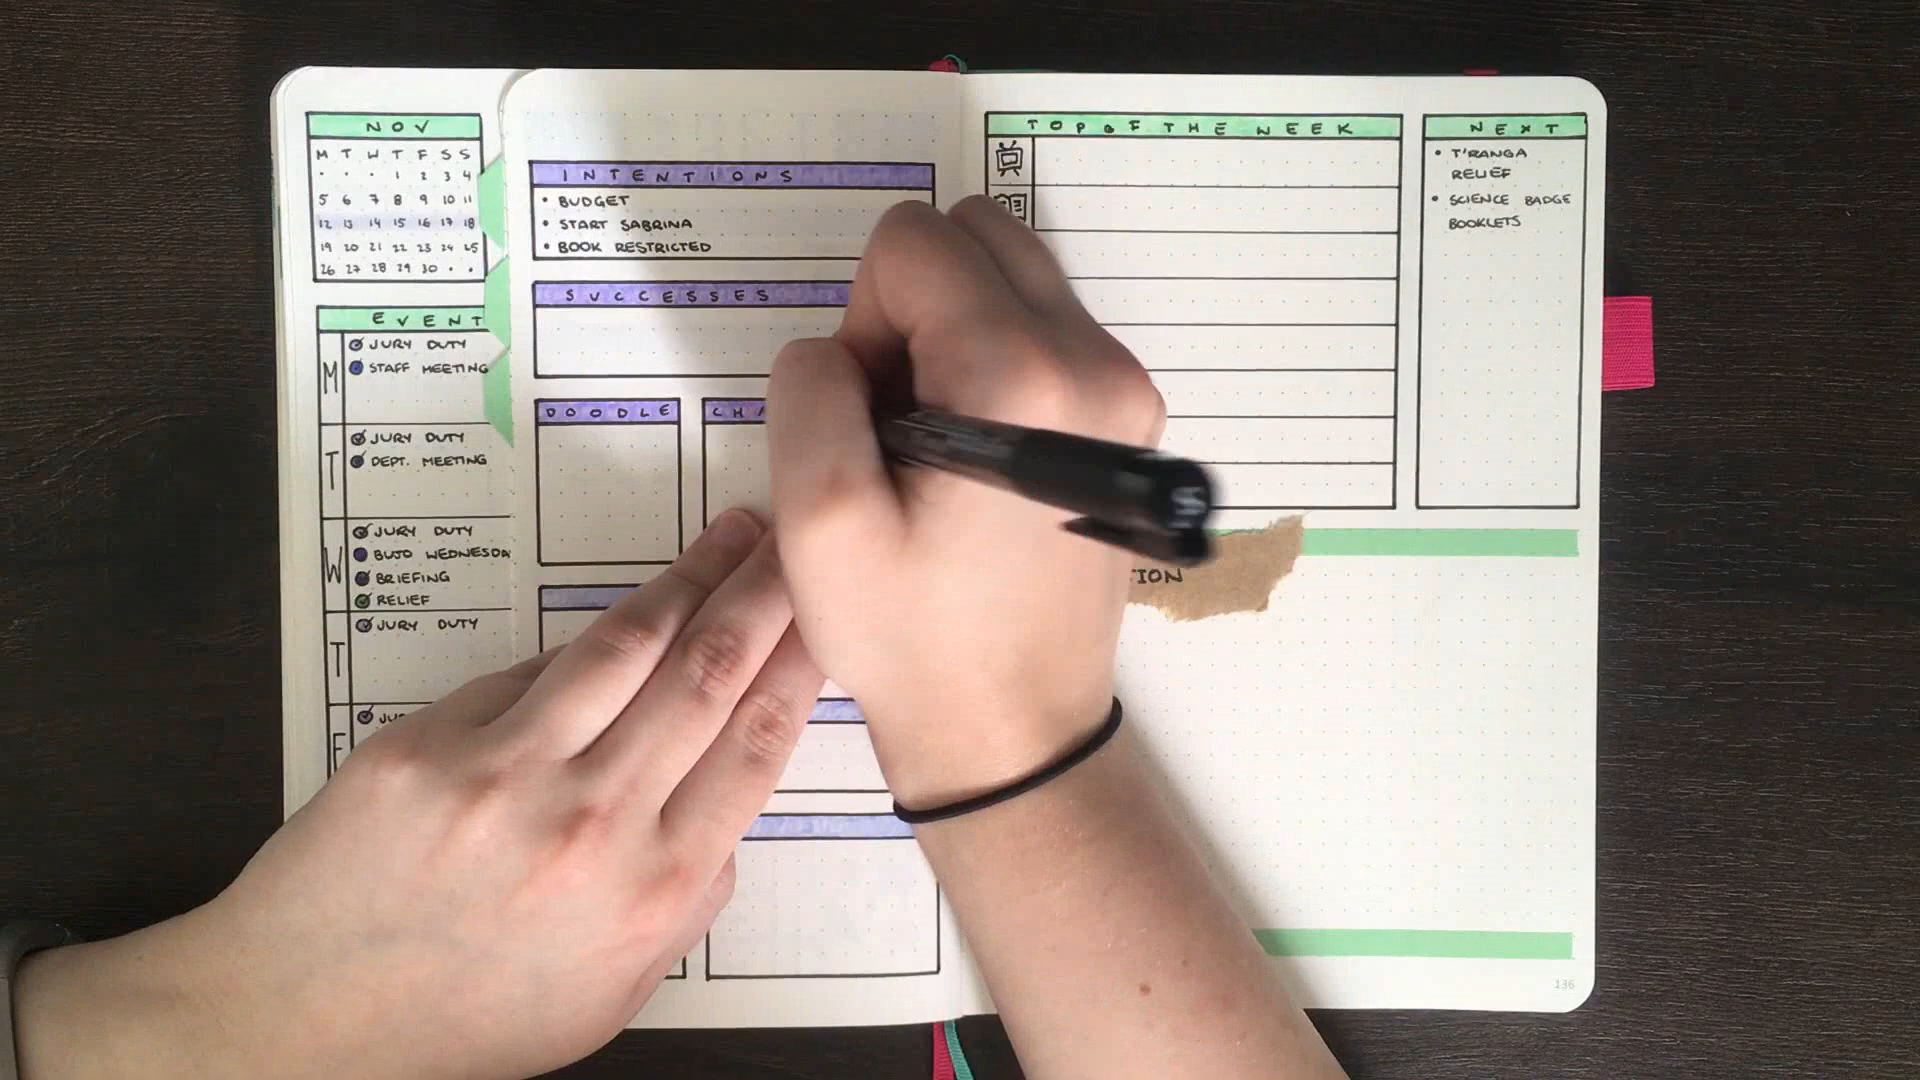 NOV
M T W T F S S
1 2 3 4
5 6 7 8 9 10 11
12 13 14 15 16 17 18
19 20 21 22 23 24 25
26 27 28 29 30
EVENT
M
JURY DUTY
STAFF MEETING
T
JURY DUTY
DEPT. MEETING
W
JURY DUTY
BUJO WEDNESDA
BRIEFING
RELIEF
T
JURY DUTY
F
INTENTIONS
BUDGET
START SABRINA
BOOK RESTRICTED
SUCCESSES
DOODLE
TOP OF THE WEEK
NEXT
T'RANGA
RELIEF
SCIENCE BADGE
BOOKLETS
136